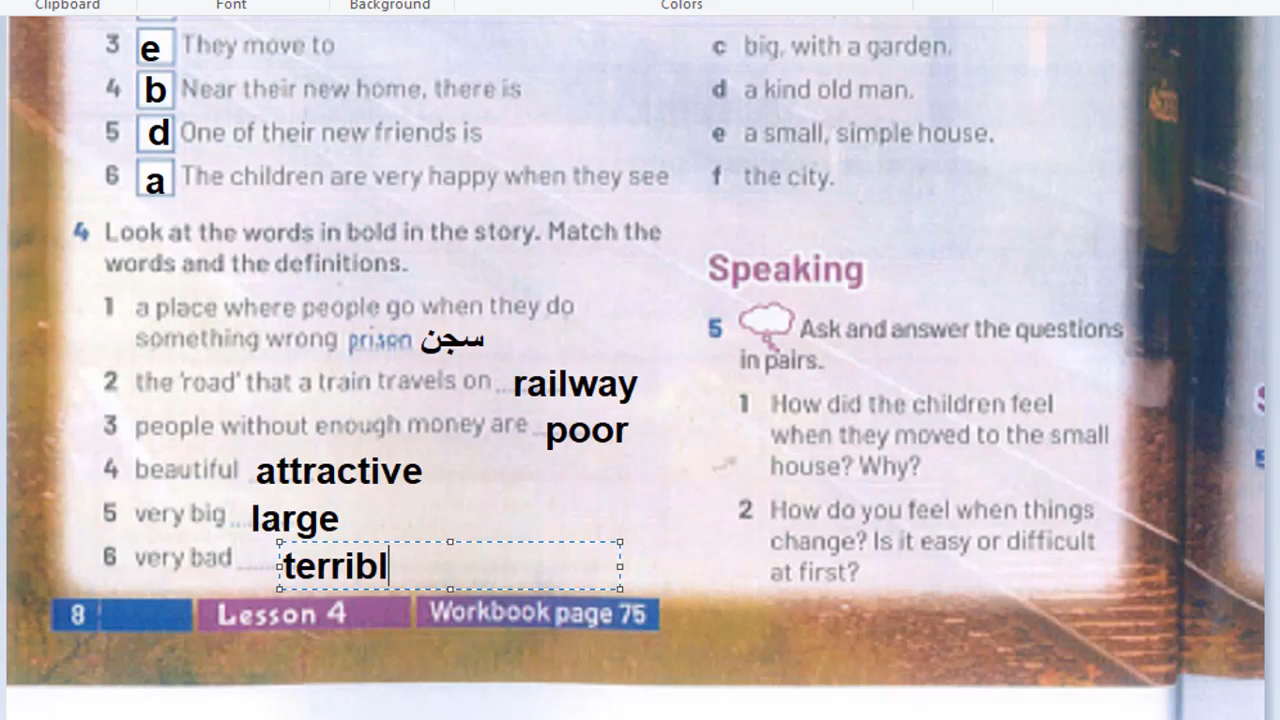 Clipboard Font Background Colors
3 e They move to
4 b Near their new home, there is
5 d One of their new friends is
6 a The children are very happy when they see
c big, with a garden.
d a kind old man.
e a small, simple house.
f the city.
4 Look at the words in bold in the story. Match the
words and the definitions.
1 a place where people go when they do
something wrong prison سجن
2 the 'road' that a train travels on railway
3 people without enough money are poor
4 beautiful attractive
5 very big large
6 very bad terribl
Speaking
5 Ask and answer the questions
in pairs.
1 How did the children feel
when they moved to the small
house? Why?
2 How do you feel when things
change? Is it easy or difficult
at first?
8 Lesson 4 Workbook page 75